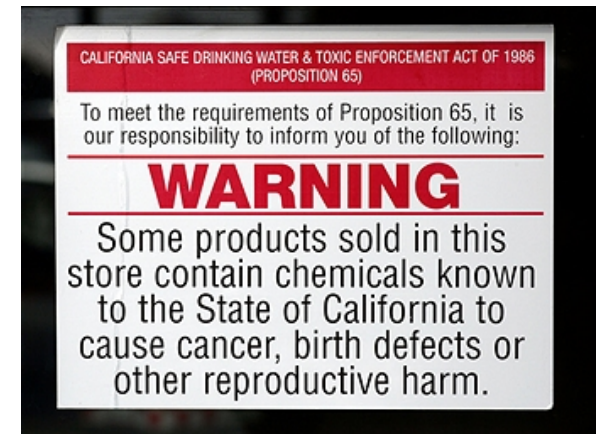 CALIFORNIA SAFE DRINKING WATER & TOXIC ENFORCEMENT ACT OF 1986
(PROPOSITION 65)
To meet the requirements of Proposition 65, it is
our responsibility to inform you of the following:
WARNING
Some products sold in this
store contain chemicals known
to the State of California to
cause cancer, birth defects or
other reproductive harm.